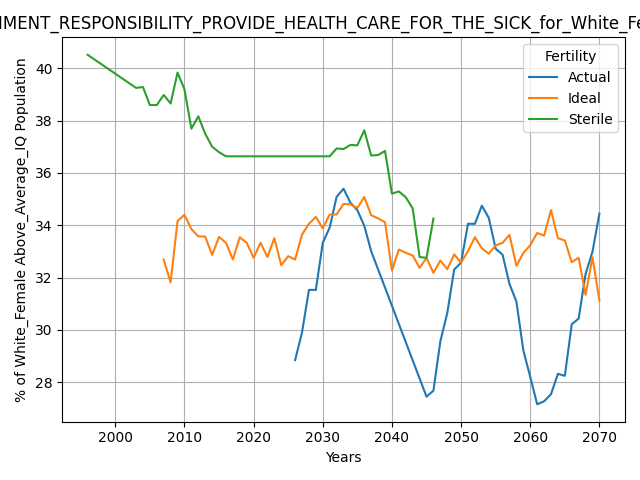 NMENT_RESPONSIBILITY_PROVIDE_HEALTH_CARE_FOR_THE_SICK_for_White_Fe
% of White_Female Above_Average_IQ Population
40
38
36
34
32
30
28
Fertility
Actual
Ideal
Sterile
2000 2010 2020 2030 2040 2050 2060 2070
Years